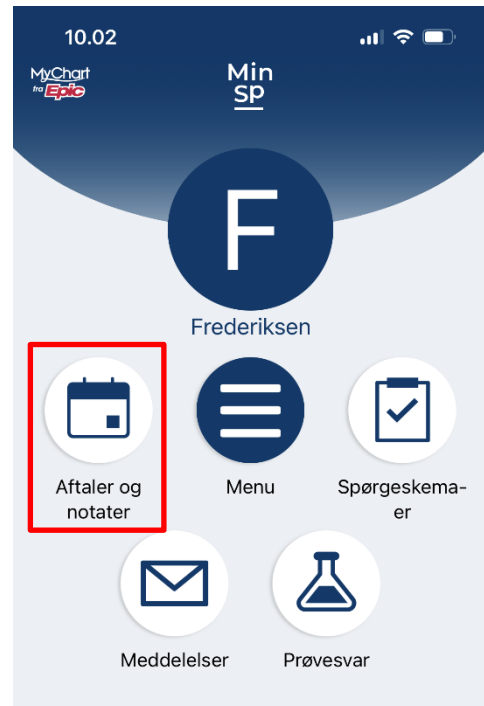 10.02
MyChart
fra Epic
Min
SP
F
Frederiksen
Aftaler og
notater
Menu
Spørgeskema-
er
Meddelelser
Prøvesvar